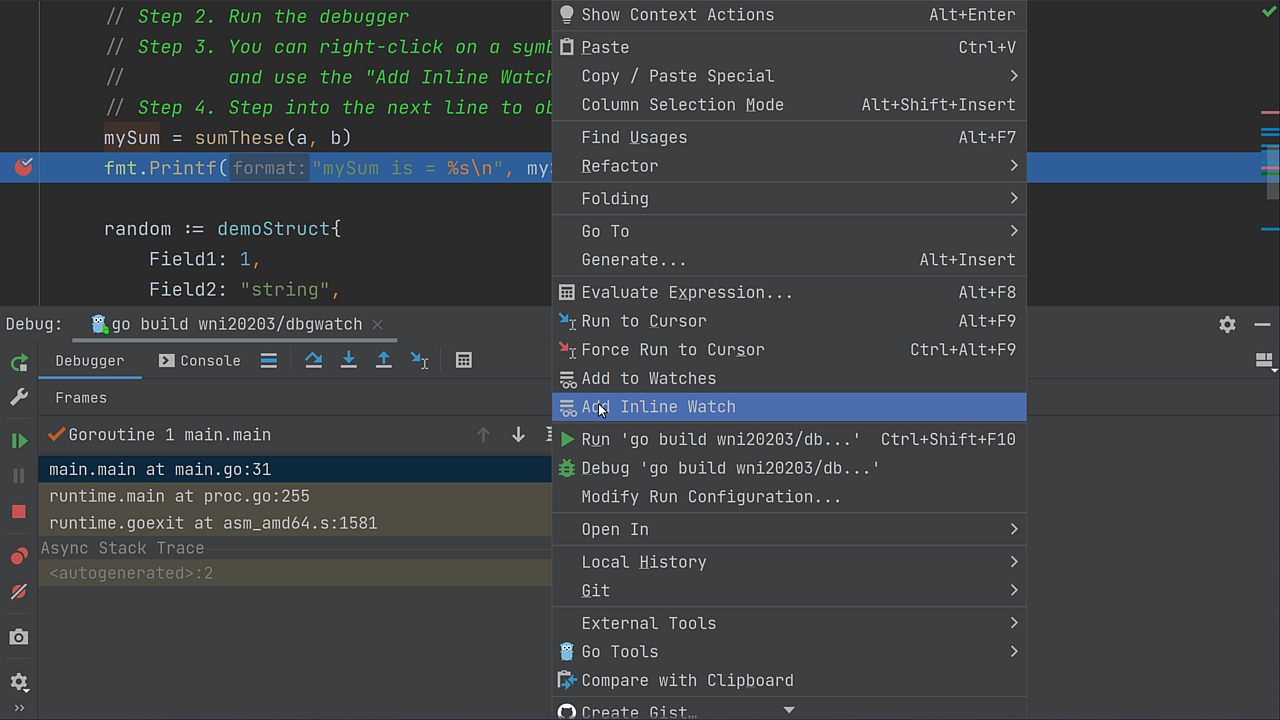 // Step 2. Run the debugger
// Step 3. You can right-click on a symb
// and use the "Add Inline Watch
// Step 4. Step into the next line to ob
mySum = sumThese(a, b)
fmt.Printf( format: "mySum is = %s\n", myS
random := demoStruct{
Field1: 1,
Field2: "string",
Show Context Actions Alt+Enter
Paste Ctrl+V
Copy / Paste Special
Column Selection Mode Alt+Shift+Insert
Find Usages Alt+F7
Refactor
Folding
Go To
Generate... Alt+Insert
Evaluate Expression... Alt+F8
Run to Cursor Alt+F9
Force Run to Cursor Ctrl+Alt+F9
Add to Watches
Add Inline Watch
Run 'go build wni20203/db...' Ctrl+Shift+F10
Debug 'go build wni20203/db...'
Modify Run Configuration...
Open In
Local History
Git
External Tools
Go Tools
Compare with Clipboard
Create Gist...
Debug: go build wni20203/dbgwatch
Debugger Console
Frames
Goroutine 1 main.main
main.main at main.go:31
runtime.main at proc.go:255
runtime.goexit at asm_amd64.s:1581
Async Stack Trace
<autogenerated>:2